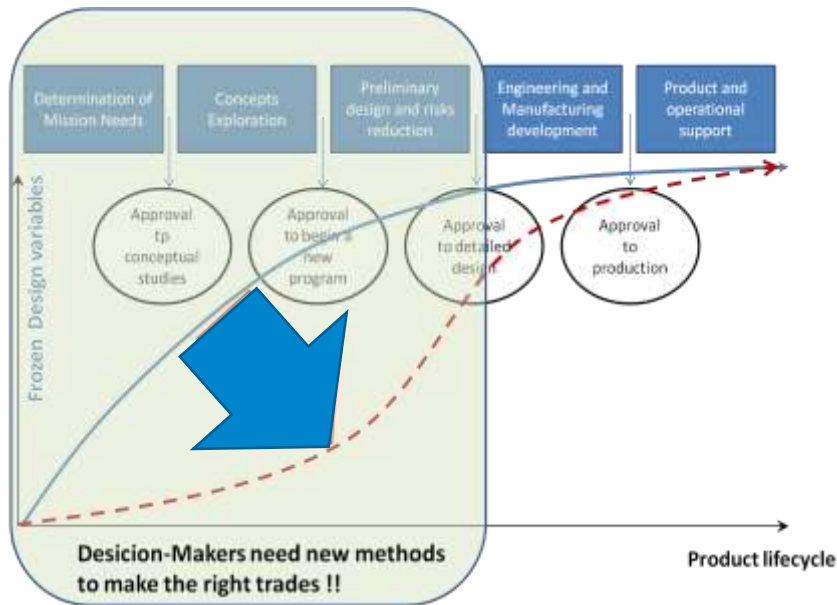 Determination of
Mission Needs
Concepts
Exploration
Preliminary
design and risks
reduction
Engineering and
Manufacturing
development
Product and
operational
support
Frozen Design variables
Approval
tp
conceptual
studies
Approval
to begin a
new
program
Approval
to detailed
design
Approval
to
production
Desicion-Makers need new methods
to make the right trades !!
Product lifecycle